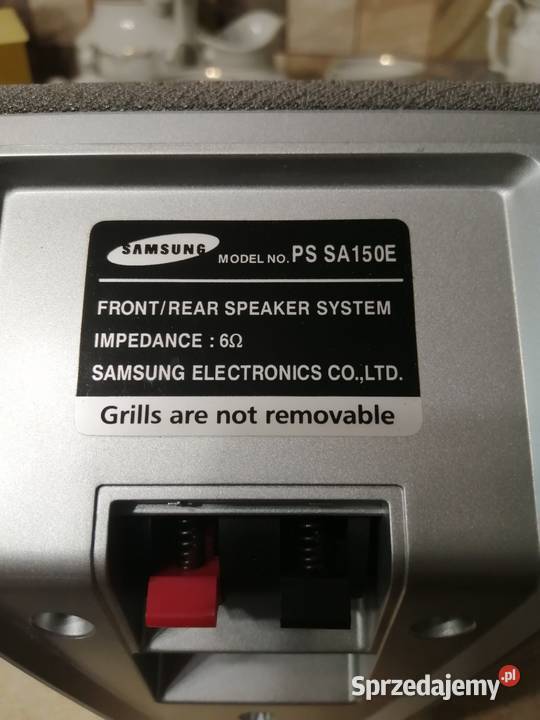 SAMSUNG MODEL NO. PS SA150E
FRONT/REAR SPEAKER SYSTEM
IMPEDANCE : 6Ω
SAMSUNG ELECTRONICS CO.,LTD.
Grills are not removable
Sprzedajemy.pl